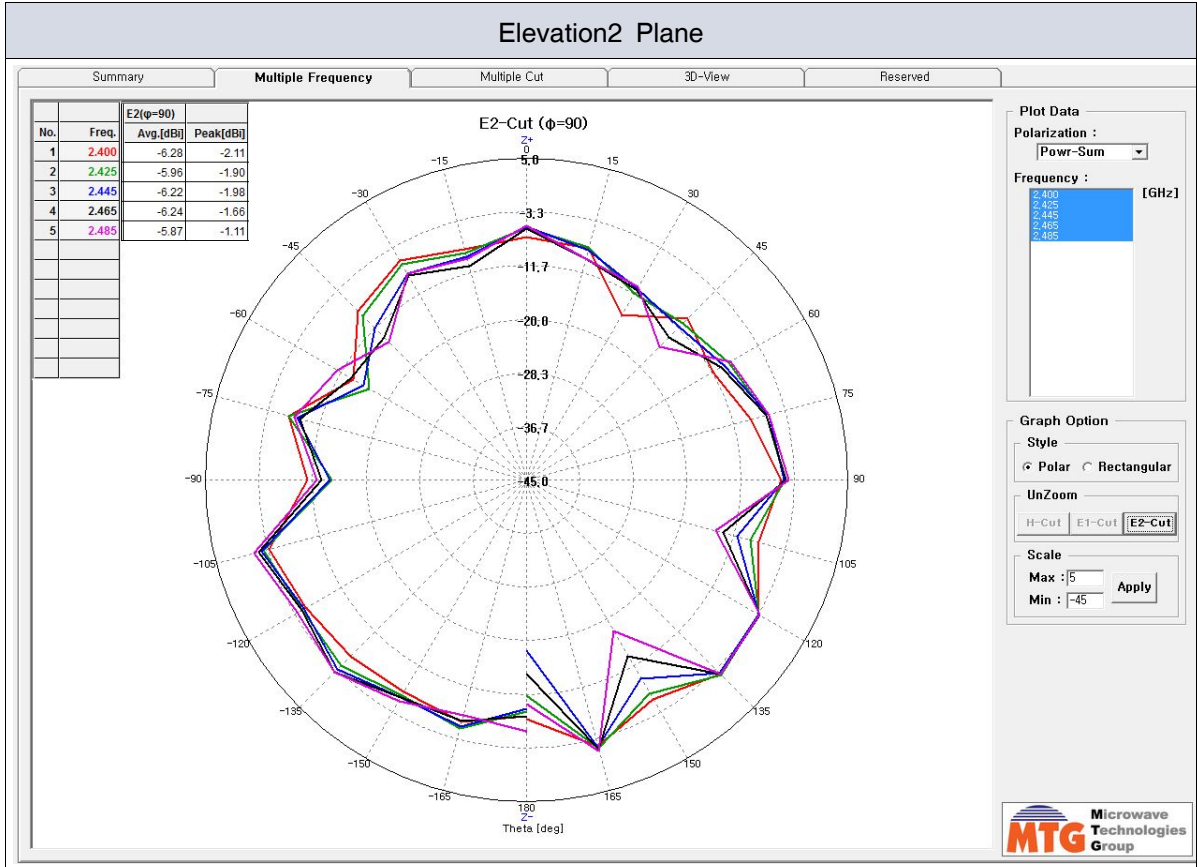 Elevation2 Plane
Summary
Multiple Frequency
Multiple Cut
3D-View
Reserved
E2(φ=90)
No. Freq. Avg.[dBi] Peak[dBi]
1 2.400 -6.28 -2.11
2 2.425 -5.96 -1.90
3 2.445 -6.22 -1.98
4 2.465 -6.24 -1.66
5 2.485 -5.87 -1.11
E2-Cut (φ=90)
Z+
0
5,0
-15
15
-30
30
-3,3
-45
45
-11,7
-60
60
-20,0
-28,3
-75
75
-36,7
-90
90
-45,0
-105
105
-120
120
-135
135
-150
150
-165
165
180
Z-
Theta [deg]
Plot Data
Polarization :
Powr-Sum
Frequency :
[GHz]
2,400
2,425
2,445
2,465
2,485
Graph Option
Style
Polar
Rectangular
UnZoom
H-Cut
E1-Cut
E2-Cut
Scale
Max : 5
Min : -45
Apply
MTG
Microwave
Technologies
Group